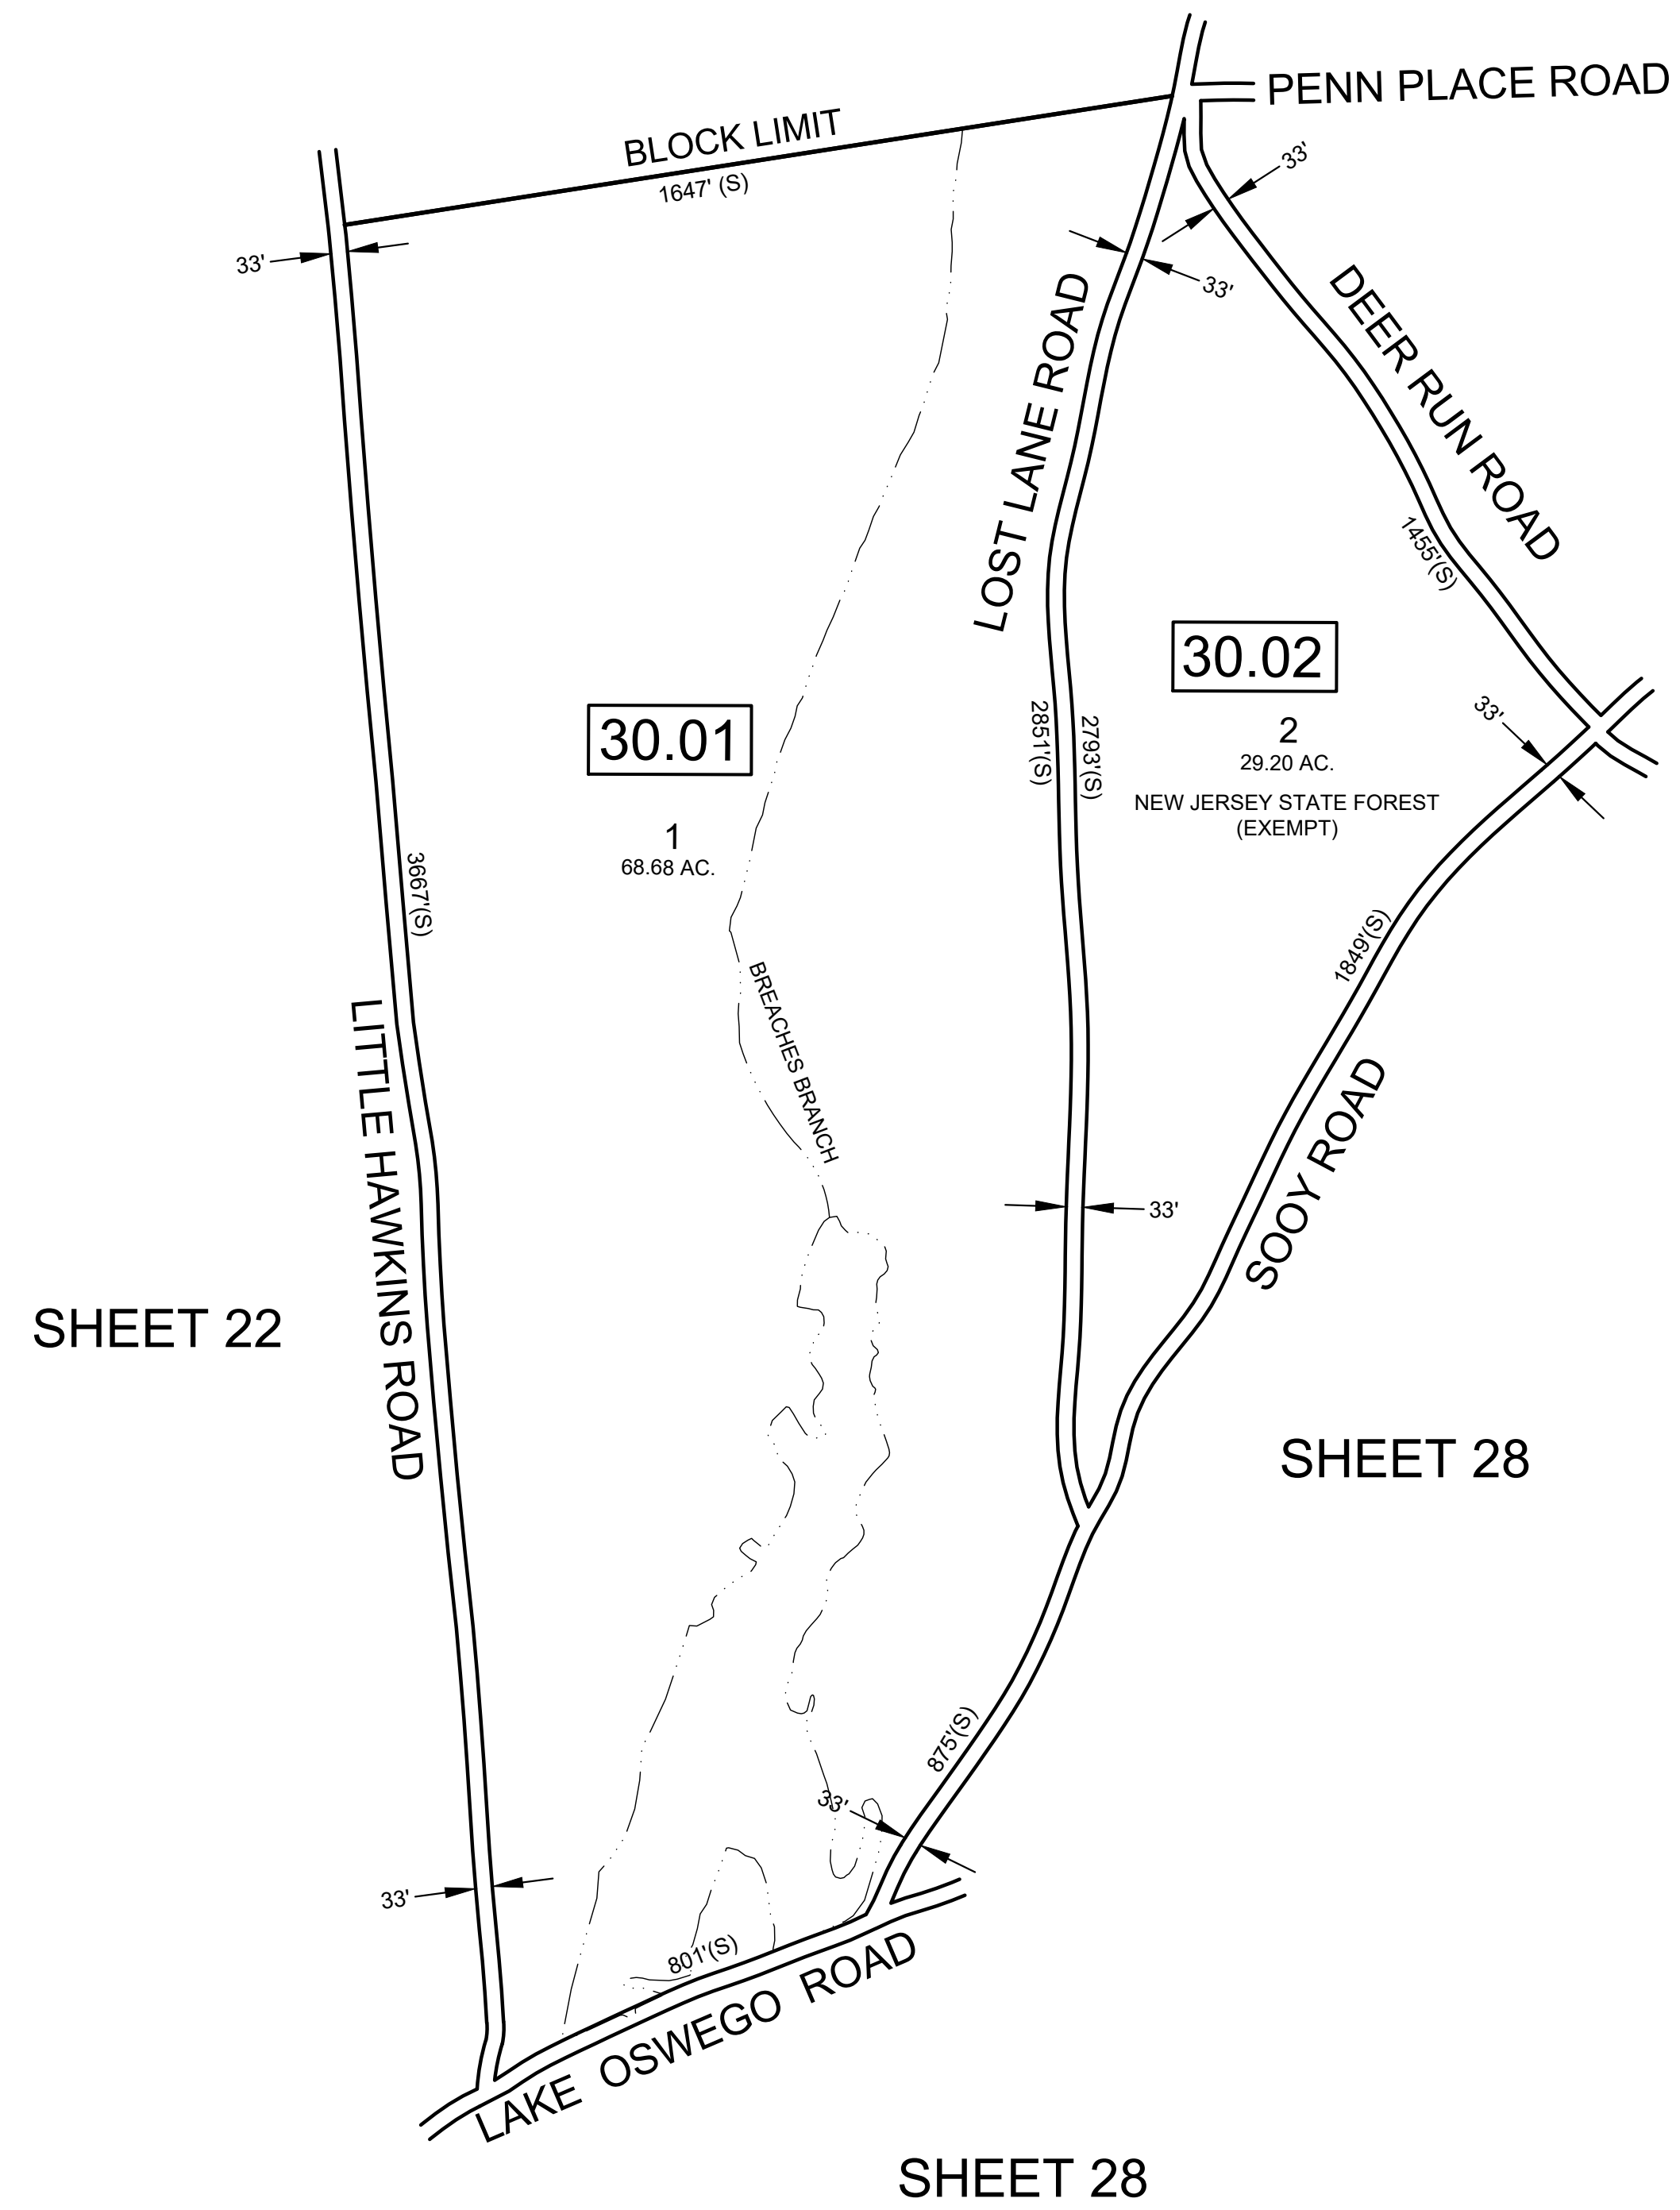 PENN PLACE ROAD
BLOCK LIMIT
1647' (S)
33'
33'
33'
DEER RUN ROAD
LOST LANE ROAD
1455'(S)
30.02
2
29.20 AC.
NEW JERSEY STATE FOREST
(EXEMPT)
33'
30.01
1
68.68 AC.
2851'(S)
2793'(S)
3667'(S)
1849'(S)
BREACHES BRANCH
LITTLE HAWKINS ROAD
SOOY ROAD
33'
SHEET 22
SHEET 28
875'(S)
33'
33'
801'(S)
LAKE OSWEGO ROAD
SHEET 28